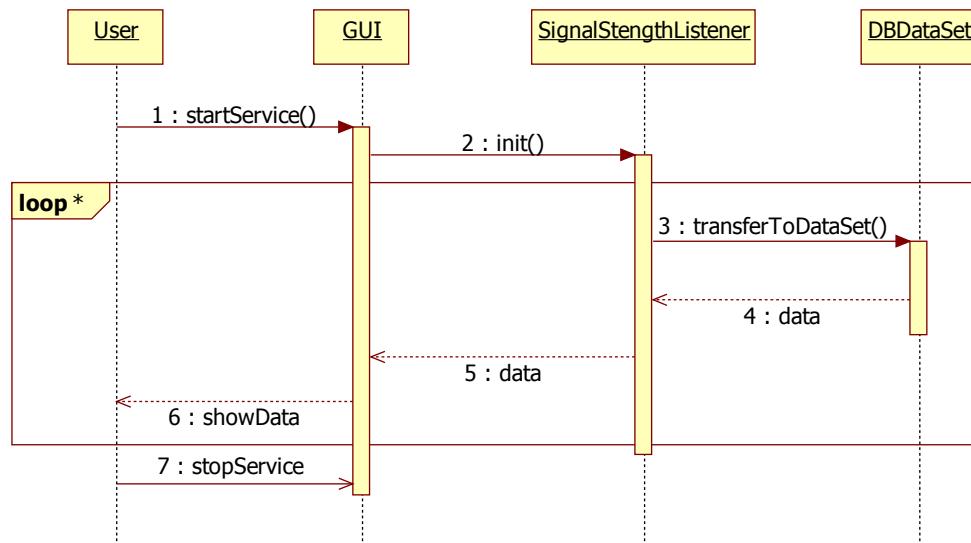 User
GUI
SignalStengthListener
DBDataSet
1 : startService()
2 : init()
loop *
3 : transferToDataSet()
4 : data
5 : data
6 : showData
7 : stopService